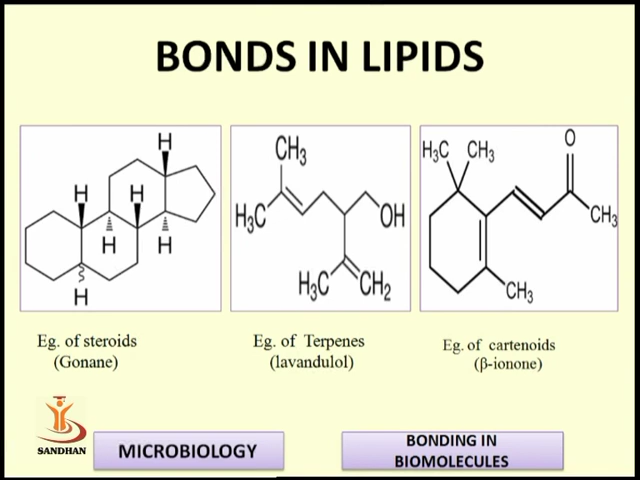 BONDS IN LIPIDS
H
H H
H H
H
CH₃
H₃C
OH
H₃C CH₂
O
H₃C CH₃
CH₃
CH₃
Eg. of steroids
(Gonane)
Eg. of Terpenes
(lavandulol)
Eg. of cartenoids
(β-ionone)
SANDHAN
MICROBIOLOGY
BONDING IN
BIOMOLECULES